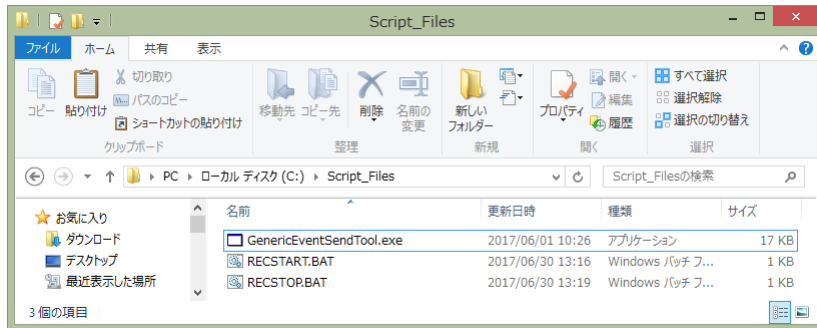 Script_Files
ファイル ホーム 共有 表示
コピー
貼り付け
切り取り
パスのコピー
ショートカットの貼り付け
クリップボード
移動先
コピー先
削除
名前の
変更
整理
新しい
フォルダー
新規
プロパティ
開く
編集
履歴
開く
すべて選択
選択解除
選択の切り替え
選択
PC ローカル ディスク (C:) Script_Files
Script_Filesの検索
お気に入り
ダウンロード
デスクトップ
最近表示した場所
名前 更新日時 種類 サイズ
GenericEventSendTool.exe 2017/06/01 10:26 アプリケーション 17 KB
RECSTART.BAT 2017/06/30 13:16 Windows バッチ フ... 1 KB
RECSTOP.BAT 2017/06/30 13:19 Windows バッチ フ... 1 KB
3 個の項目